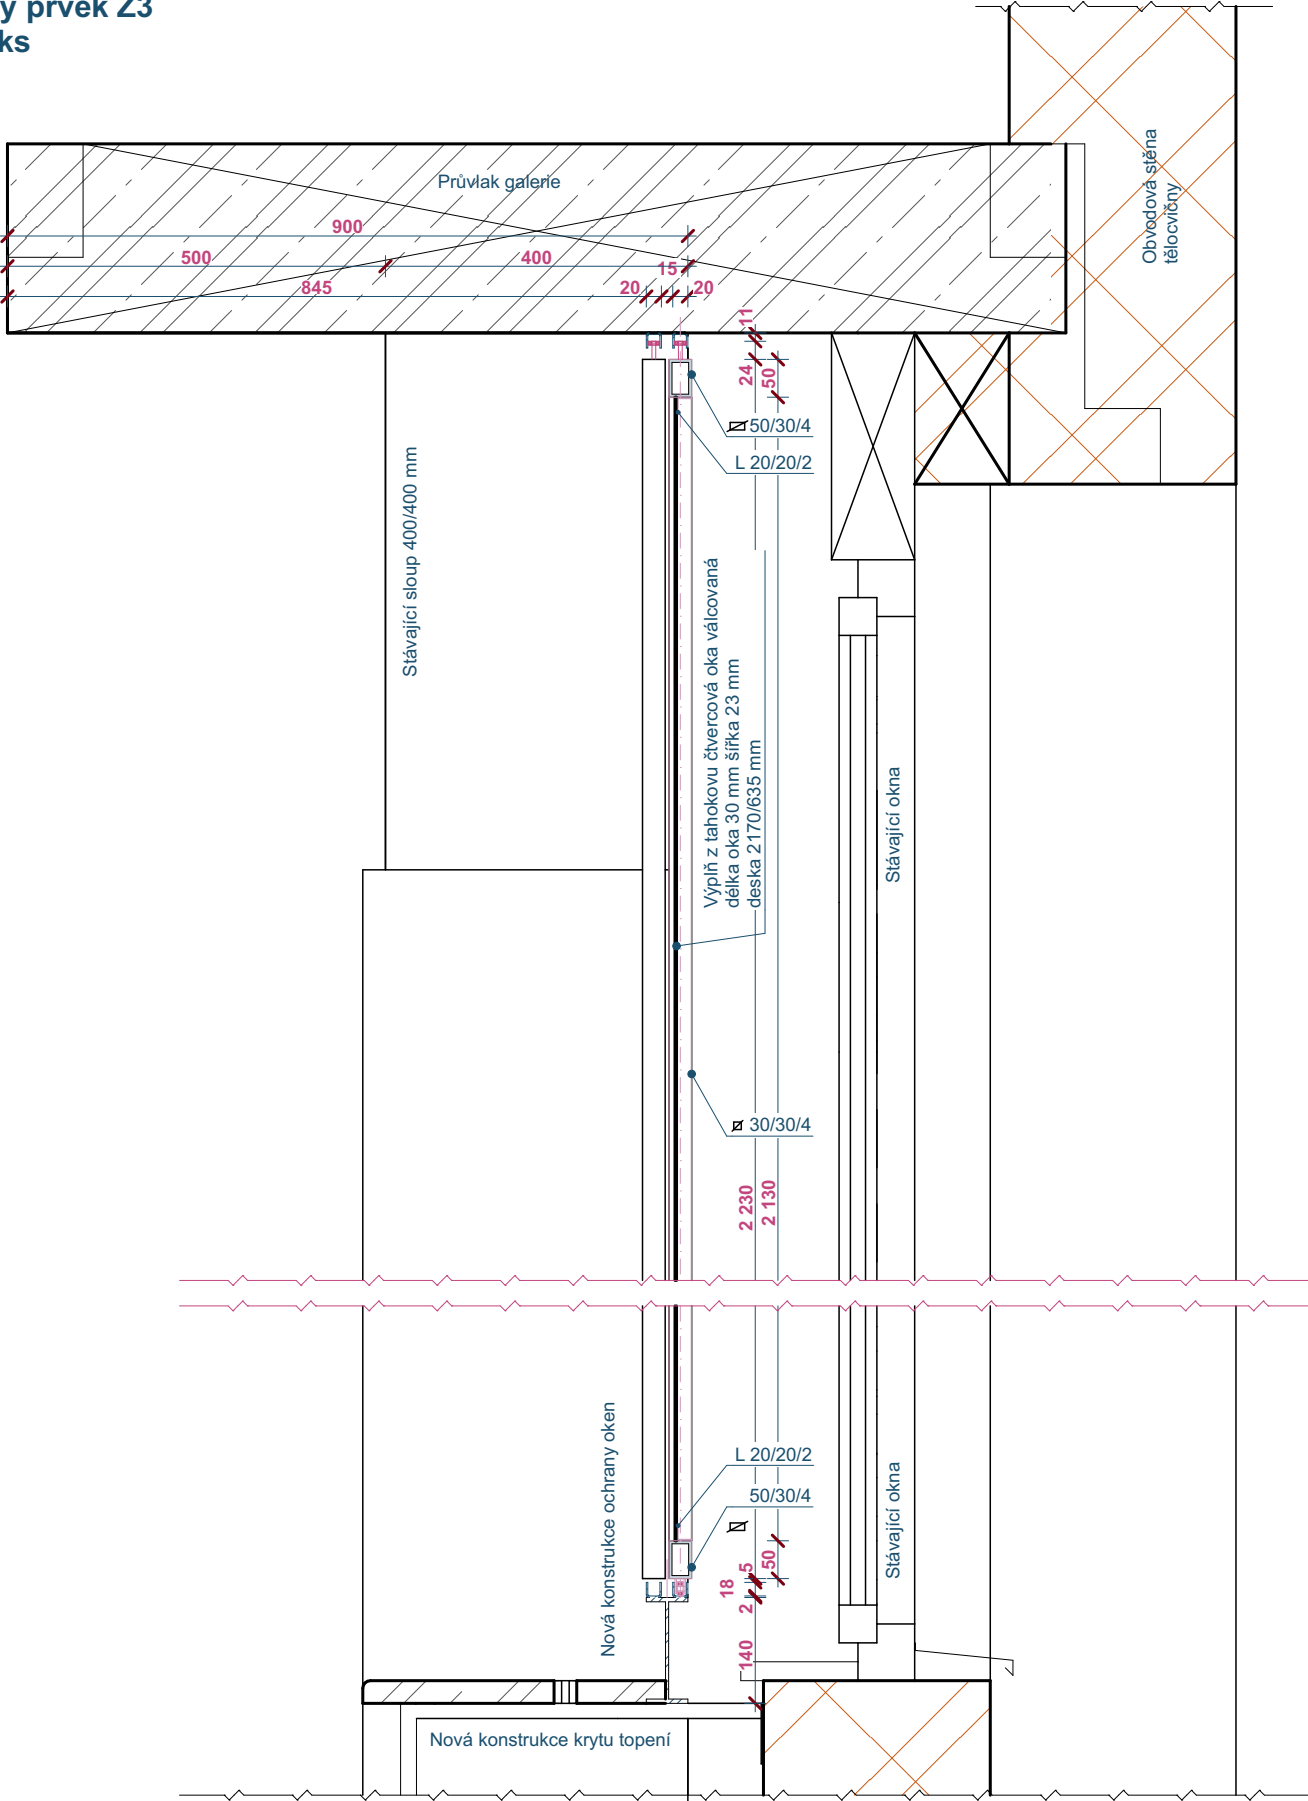 prvek Z3
ks
Průvlak galerie
Obvodová stěna
tělocvičny
900
500
400
15
845
20
20
11
24
50
50/30/4
L 20/20/2
Stávající sloup 400/400 mm
Výplň z tahokovu čtvercová oka válcovaná
délka oka 30 mm šířka 23 mm
deska 2170/635 mm
Stávající okna
30/30/4
2 230
2 130
Nová konstrukce ochrany oken
L 20/20/2
50/30/4
Stávající okna
50
5
18
2
140
Nová konstrukce krytu topení